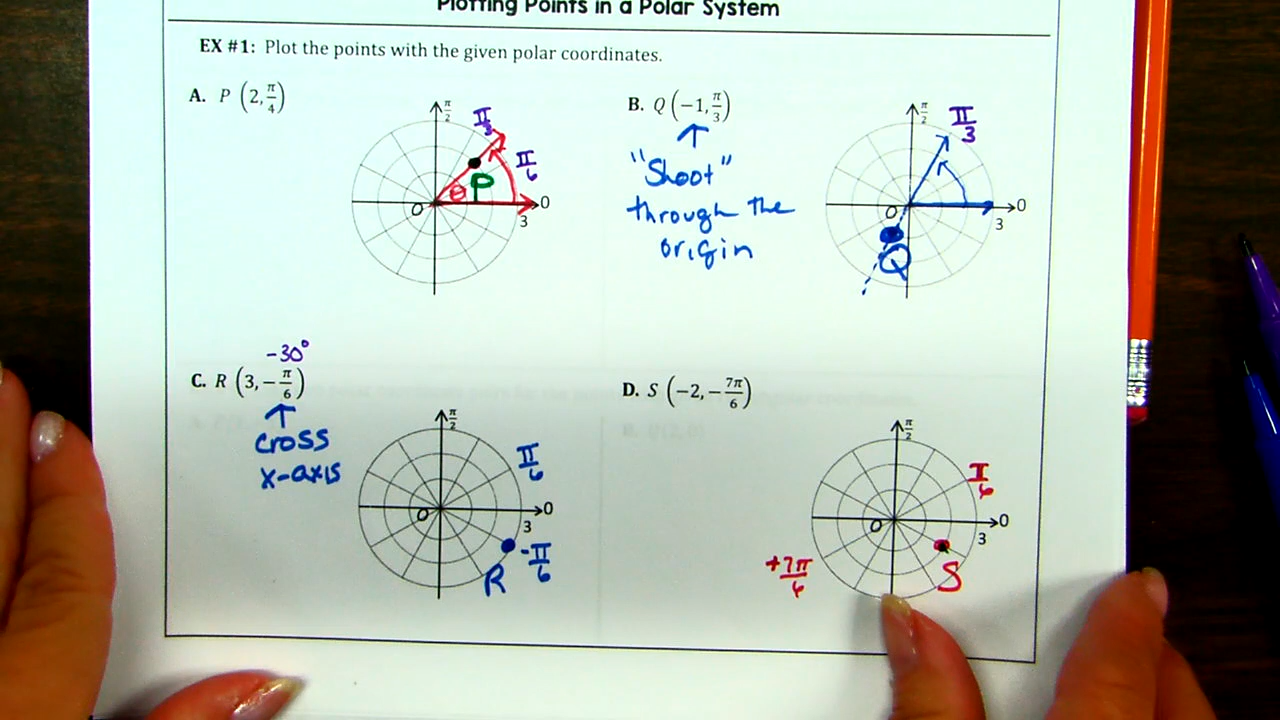 Plotting Points in a Polar System
EX #1: Plot the points with the given polar coordinates.
A. P (2, π/4)
π/2
π/3
π/6
θ P
O
0
3
B. Q (−1, π/3)
↑
"Shoot"
through the
origin
π/2
π/3
O
0
3
Q
-30°
C. R (3, −π/6)
↑
cross
x-axis
π/2
π/6
O
0
3
-π/6
R
D. S (−2, −7π/6)
π/2
π/6
O
0
3
+7π/6
S